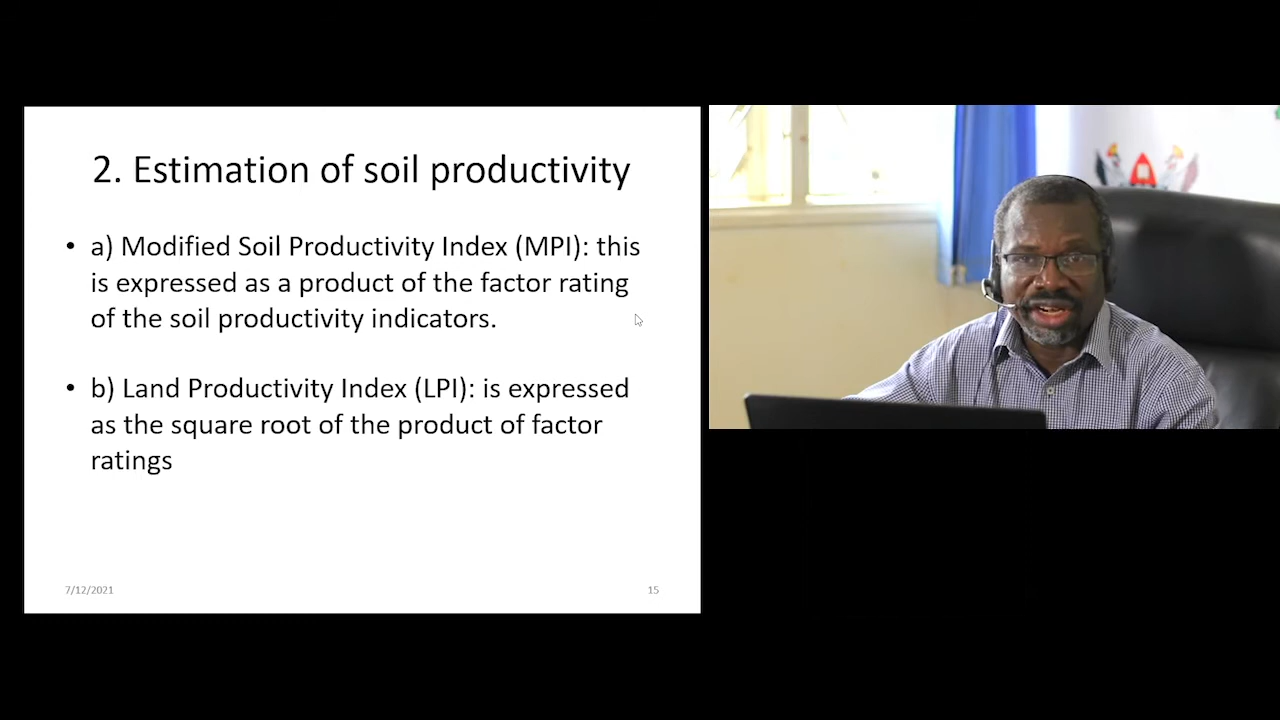 2. Estimation of soil productivity
• a) Modified Soil Productivity Index (MPI): this
is expressed as a product of the factor rating
of the soil productivity indicators.
• b) Land Productivity Index (LPI): is expressed
as the square root of the product of factor
ratings
7/12/2021
15